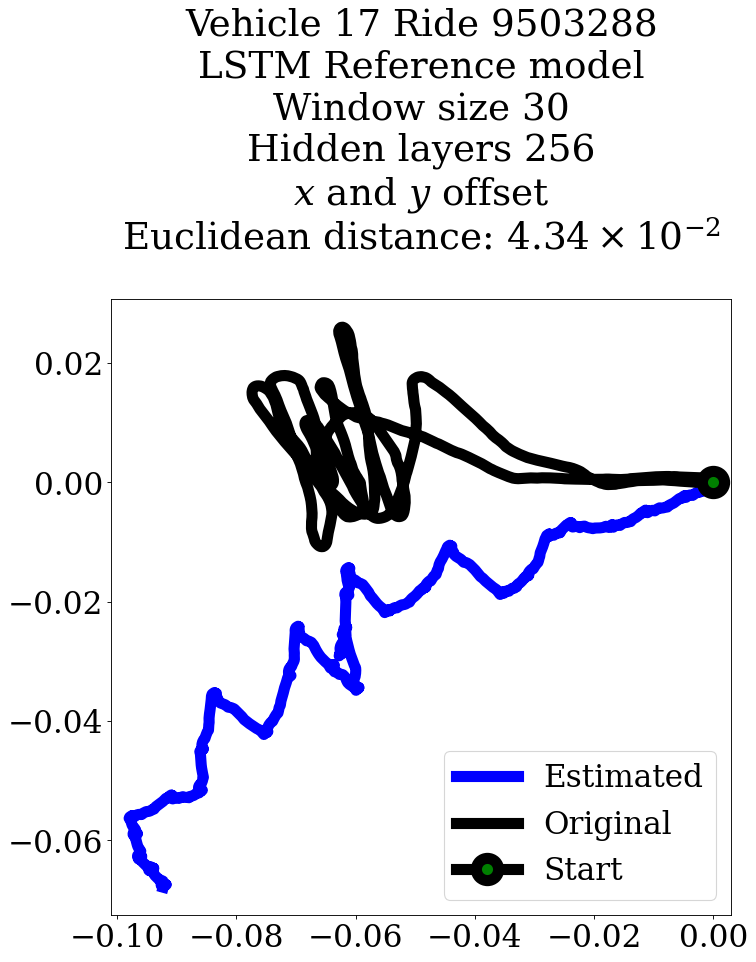 Vehicle 17 Ride 9503288
LSTM Reference model
Window size 30
Hidden layers 256
x and y offset
Euclidean distance: 4.34 × 10⁻²
0.02
0.00
−0.02
−0.04
−0.06
Estimated
Original
Start
−0.10 −0.08 −0.06 −0.04 −0.02 0.00